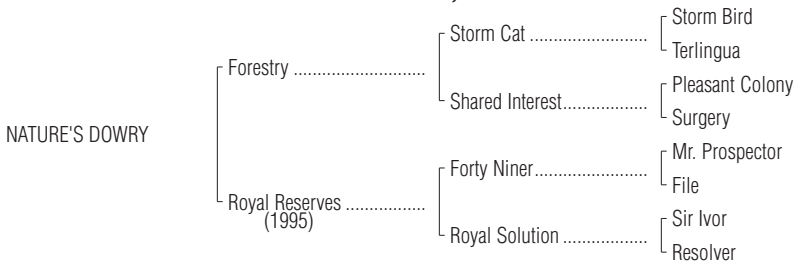 Storm Bird
Storm Cat ........................
Terlingua
Forestry ...........................
Pleasant Colony
Shared Interest.................
Surgery
NATURE'S DOWRY
Mr. Prospector
Forty Niner.......................
File
Royal Reserves ................
(1995)
Sir Ivor
Royal Solution .................
Resolver